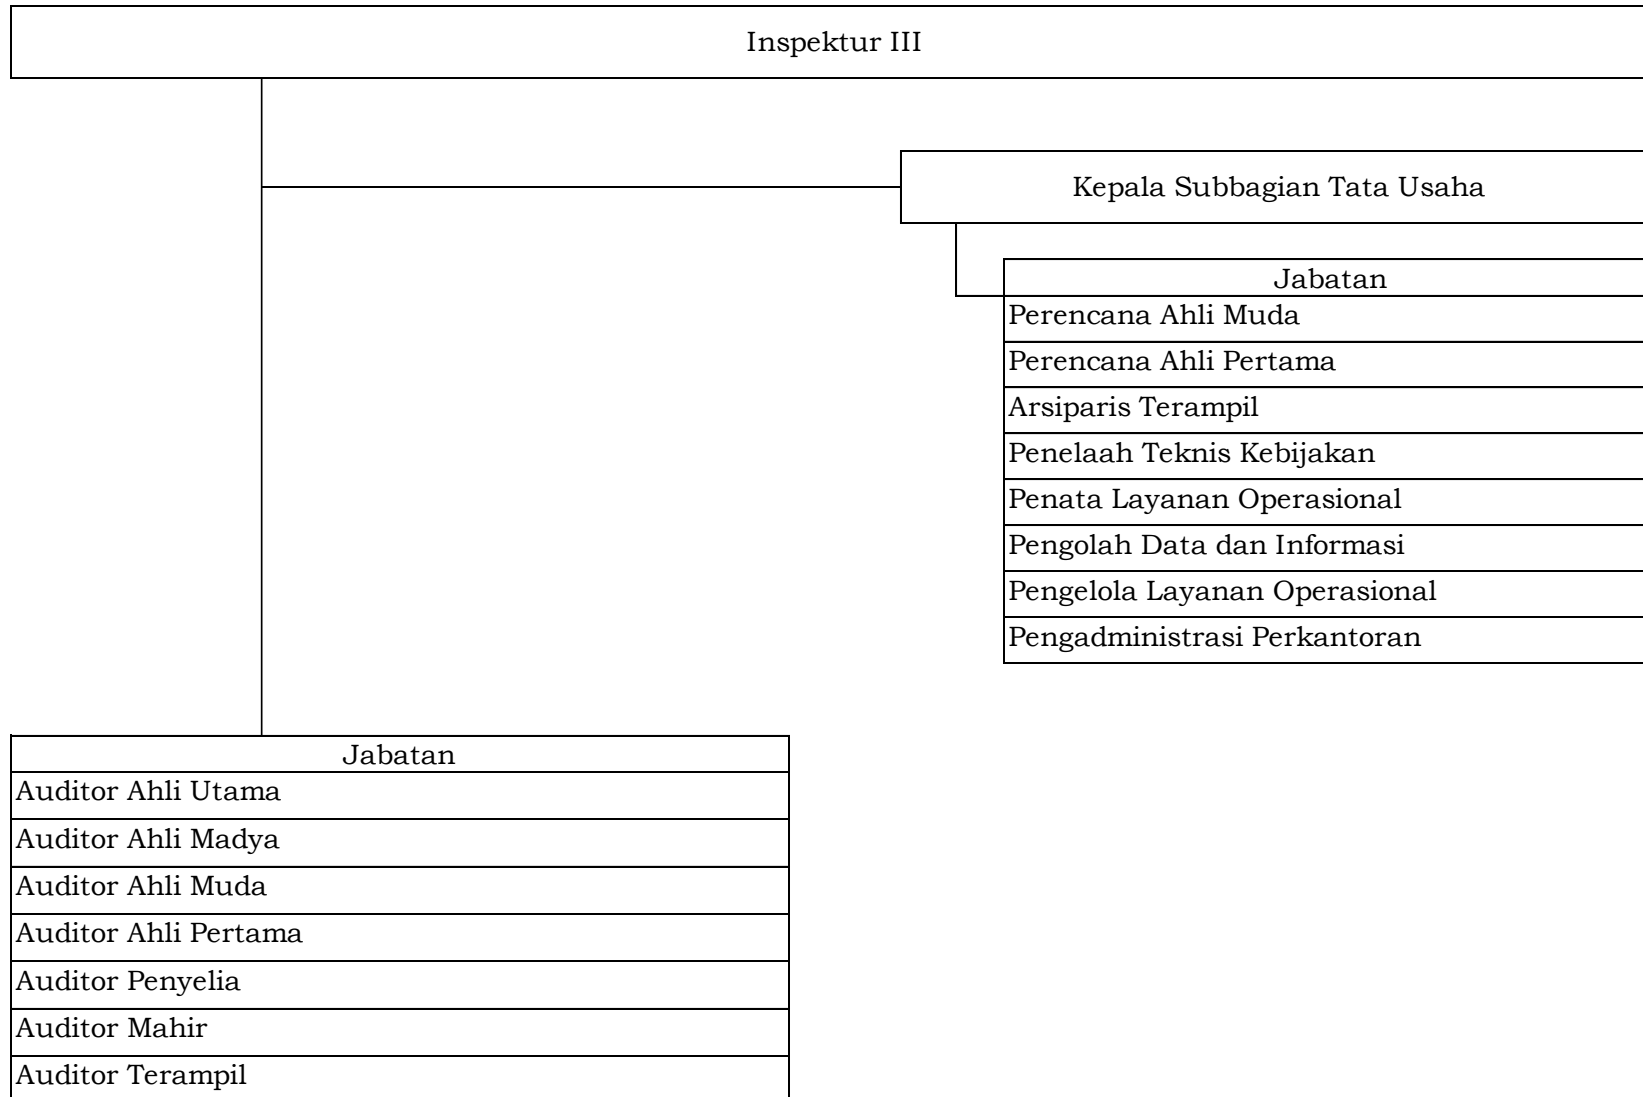 Inspektur III
Kepala Subbagian Tata Usaha
Jabatan
Perencana Ahli Muda
Perencana Ahli Pertama
Arsiparis Terampil
Penelaah Teknis Kebijakan
Penata Layanan Operasional
Pengolah Data dan Informasi
Pengelola Layanan Operasional
Pengadministrasi Perkantoran
Jabatan
Auditor Ahli Utama
Auditor Ahli Madya
Auditor Ahli Muda
Auditor Ahli Pertama
Auditor Penyelia
Auditor Mahir
Auditor Terampil